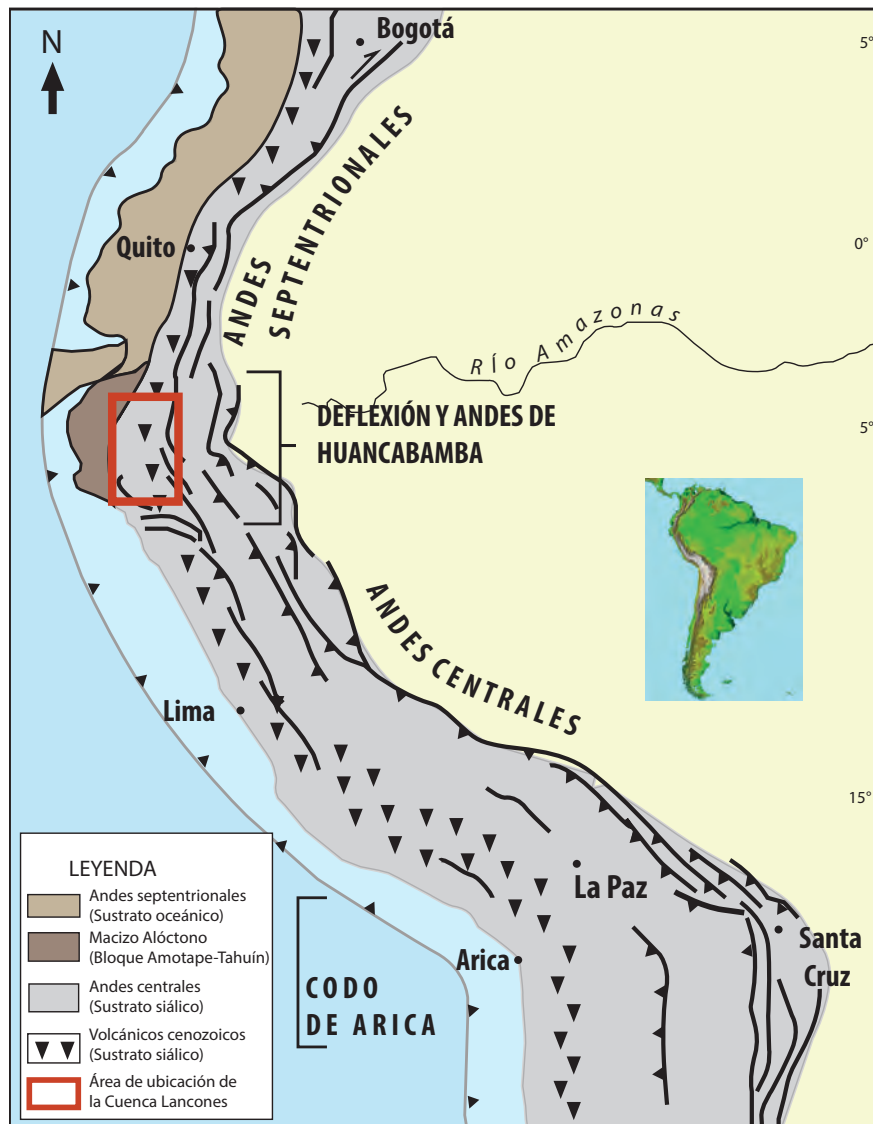 N
Bogotá
5°
ANDES
SEPTENTRIONALES
Quito
0°
Río Amazonas
DEFLEXIÓN Y ANDES DE
HUANCABAMBA
5°
ANDES CENTRALES
Lima
15°
La Paz
Santa
Cruz
Arica
CODO
DE ARICA
LEYENDA
Andes septentrionales
(Sustrato oceánico)
Macizo Alóctono
(Bloque Amotape-Tahuín)
Andes centrales
(Sustrato siálico)
Volcánicos cenozoicos
(Sustrato siálico)
Área de ubicación de
la Cuenca Lancones